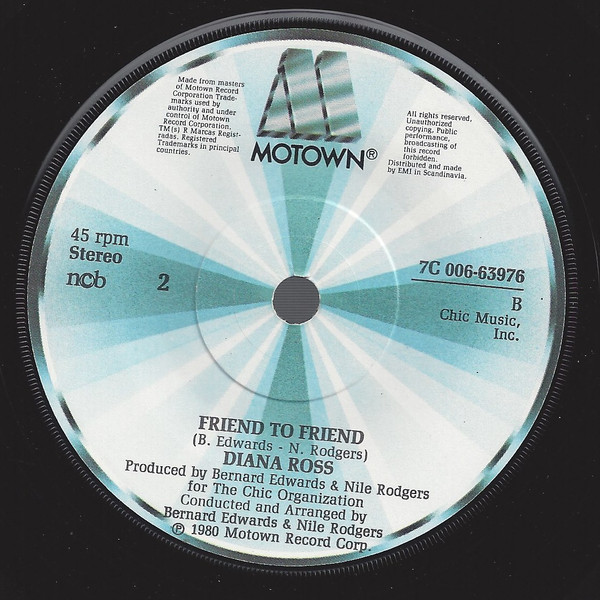 Made from masters
of Motown Record
Corporation Trade-
marks used by
authority and under
control of Motown
Record Corporation.
TM(s) R Marcas Regist-
radas. Registered
Trademarks in principal
countries.
MOTOWN®
All rights reserved.
Unauthorized
copying. Public
performance,
broadcasting of
this record
forbidden.
Distributed and made
by EMI in Scandinavia.
45 rpm
Stereo
ncb 2
7C 006-63976
B
Chic Music,
Inc.
FRIEND TO FRIEND
(B. Edwards - N. Rodgers)
DIANA ROSS
Produced by Bernard Edwards & Nile Rodgers
for The Chic Organization
Conducted and Arranged by
Bernard Edwards & Nile Rodgers
℗ 1980 Motown Record Corp.